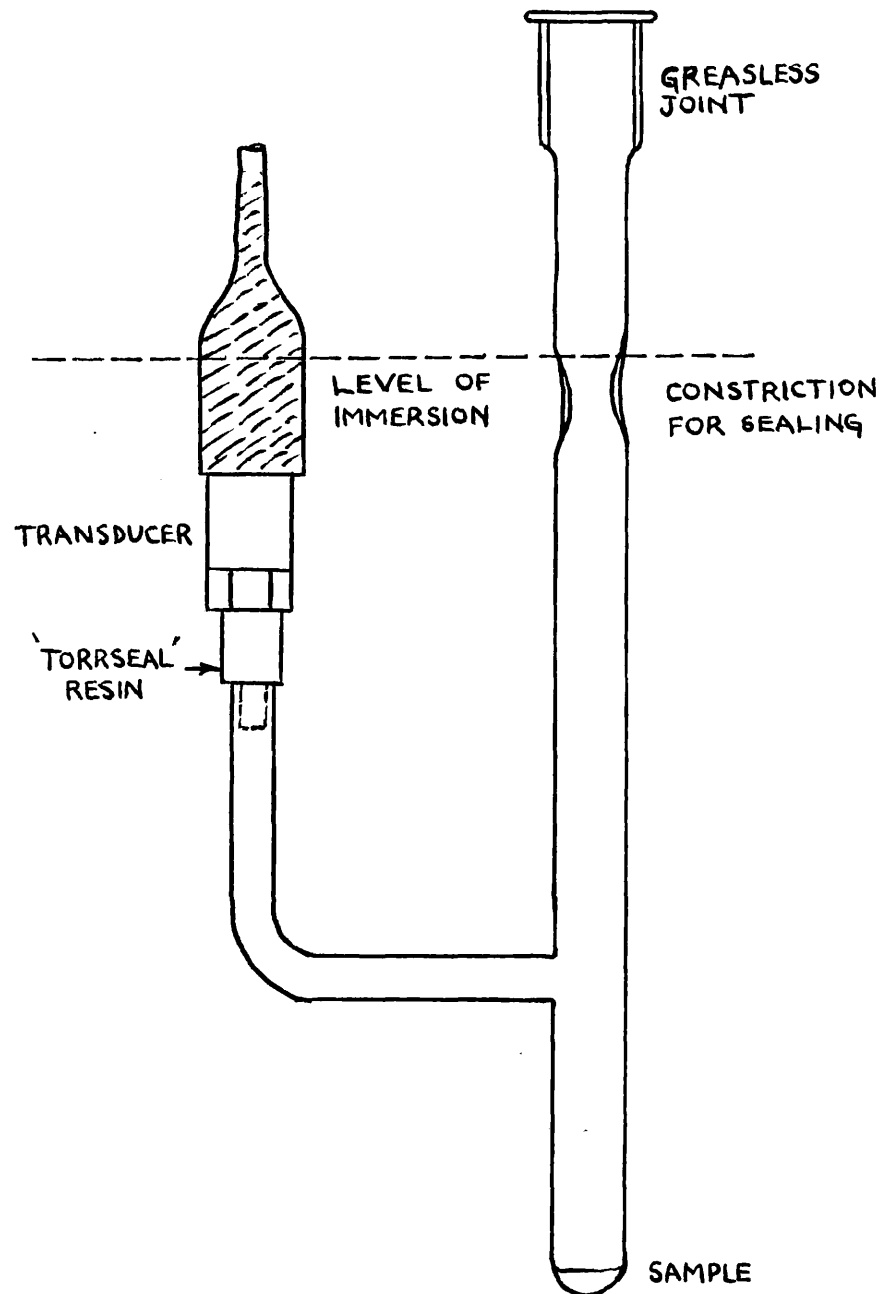 GREASLESS
JOINT
LEVEL OF
IMMERSION
CONSTRICTION
FOR SEALING
TRANSDUCER
'TORRSEAL'
RESIN
SAMPLE